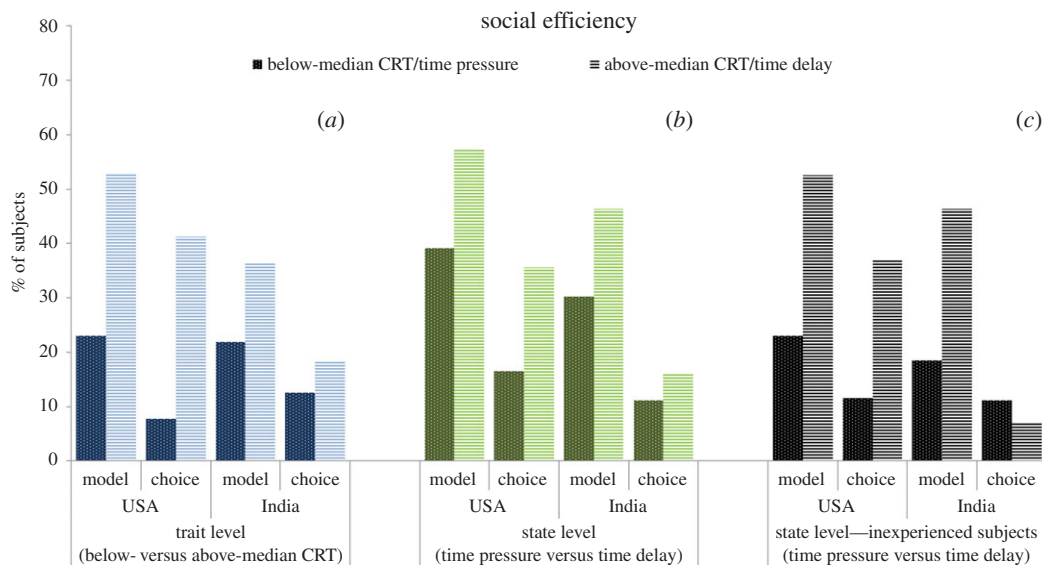 social efficiency
below-median CRT/time pressure
above-median CRT/time delay
(a)
(b)
(c)
% of subjects
80
70
60
50
40
30
20
10
0
model choice model choice
USA India
trait level
(below- versus above-median CRT)
model choice model choice
USA India
state level
(time pressure versus time delay)
model choice model choice
USA India
state level—inexperienced subjects
(time pressure versus time delay)